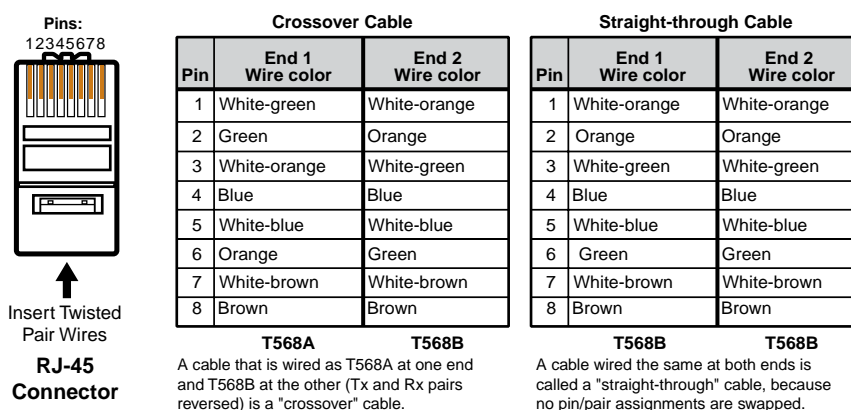 Pins:
12345678
Insert Twisted
Pair Wires
RJ-45
Connector
Crossover Cable
Pin End 1 Wire color End 2 Wire color
1 White-green White-orange
2 Green Orange
3 White-orange White-green
4 Blue Blue
5 White-blue White-blue
6 Orange Green
7 White-brown White-brown
8 Brown Brown
T568A T568B
A cable that is wired as T568A at one end
and T568B at the other (Tx and Rx pairs
reversed) is a "crossover" cable.
Straight-through Cable
Pin End 1 Wire color End 2 Wire color
1 White-orange White-orange
2 Orange Orange
3 White-green White-green
4 Blue Blue
5 White-blue White-blue
6 Green Green
7 White-brown White-brown
8 Brown Brown
T568B T568B
A cable wired the same at both ends is
called a "straight-through" cable, because
no pin/pair assignments are swapped.